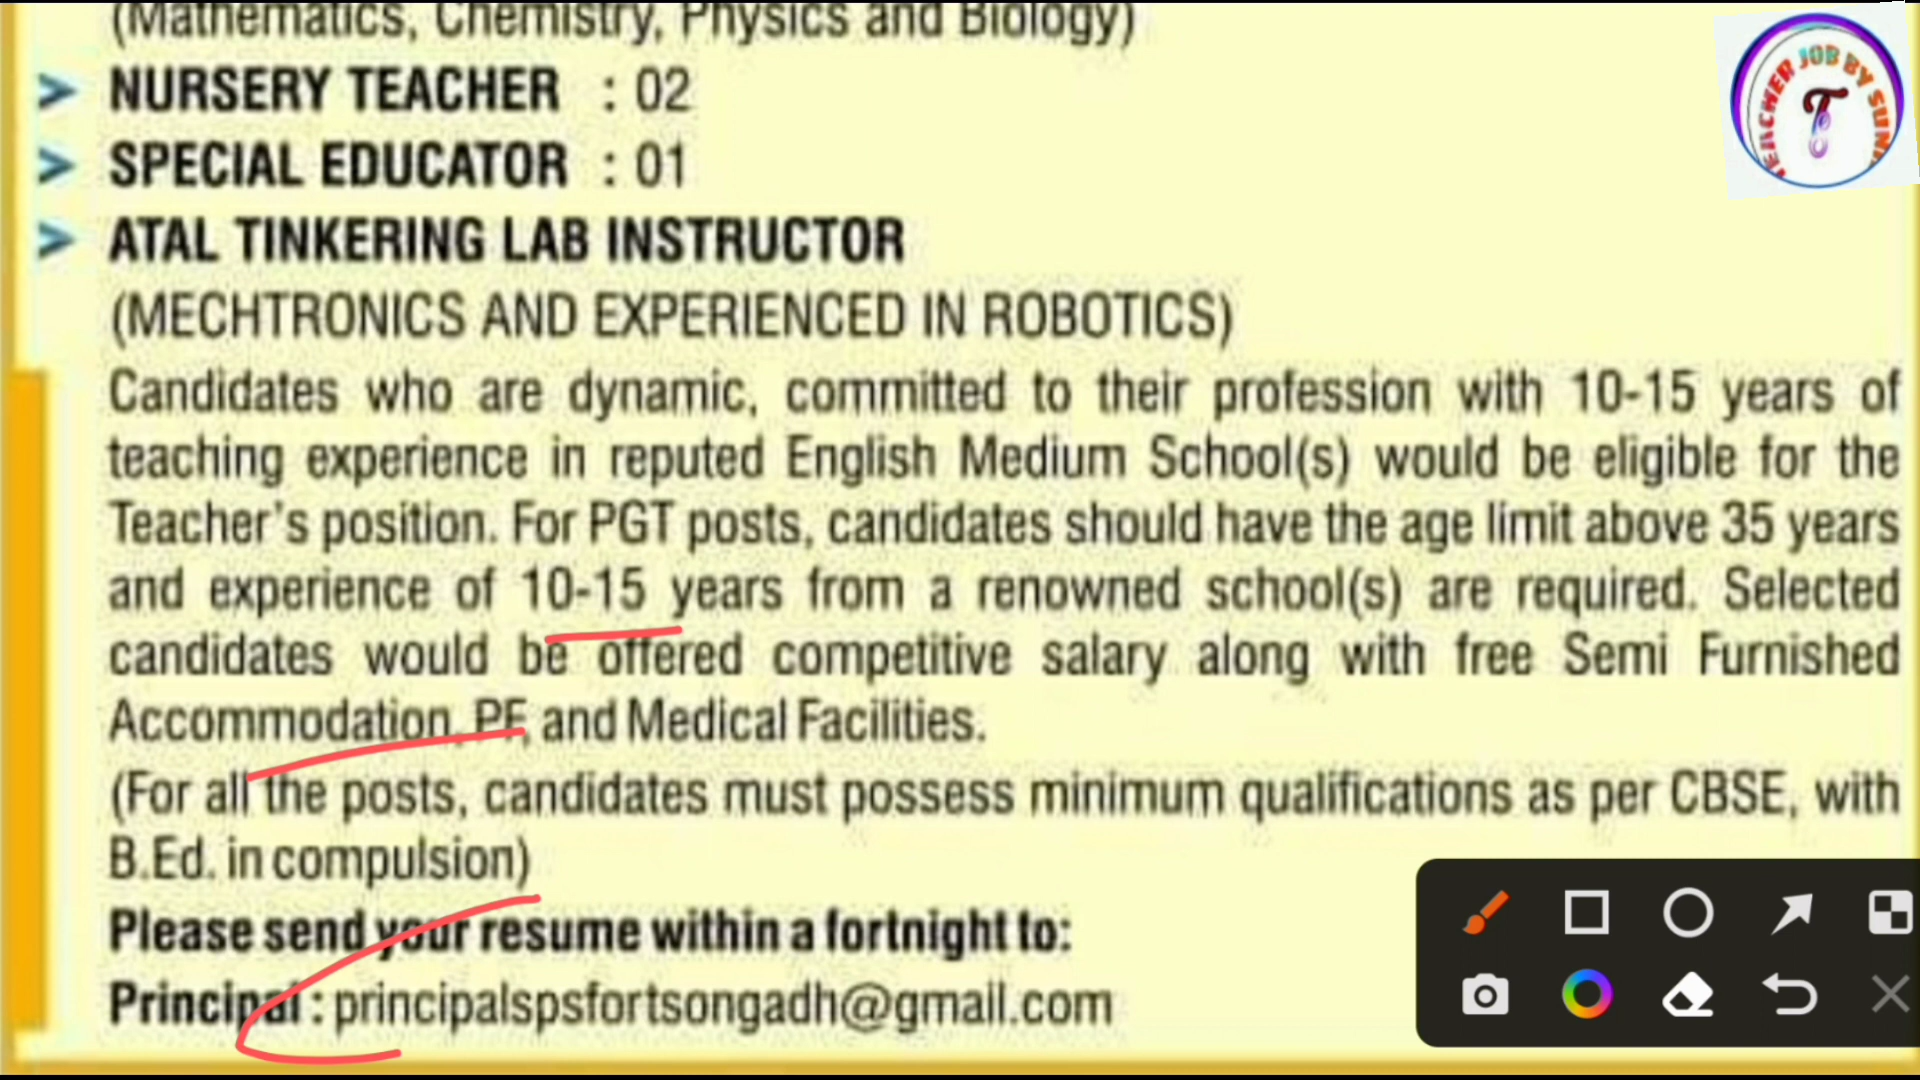 (Mathematics, Chemistry, Physics and Biology)
> NURSERY TEACHER : 02
> SPECIAL EDUCATOR : 01
> ATAL TINKERING LAB INSTRUCTOR
(MECHTRONICS AND EXPERIENCED IN ROBOTICS)
Candidates who are dynamic, committed to their profession with 10-15 years of
teaching experience in reputed English Medium School(s) would be eligible for the
Teacher's position. For PGT posts, candidates should have the age limit above 35 years
and experience of 10-15 years from a renowned school(s) are required. Selected
candidates would be offered competitive salary along with free Semi Furnished
Accommodation, PF, and Medical Facilities.
(For all the posts, candidates must possess minimum qualifications as per CBSE, with
B.Ed. in compulsion)
Please send your resume within a fortnight to:
Principal : principalspsfortsongadh@gmail.com
TEACHER JOB BY
T